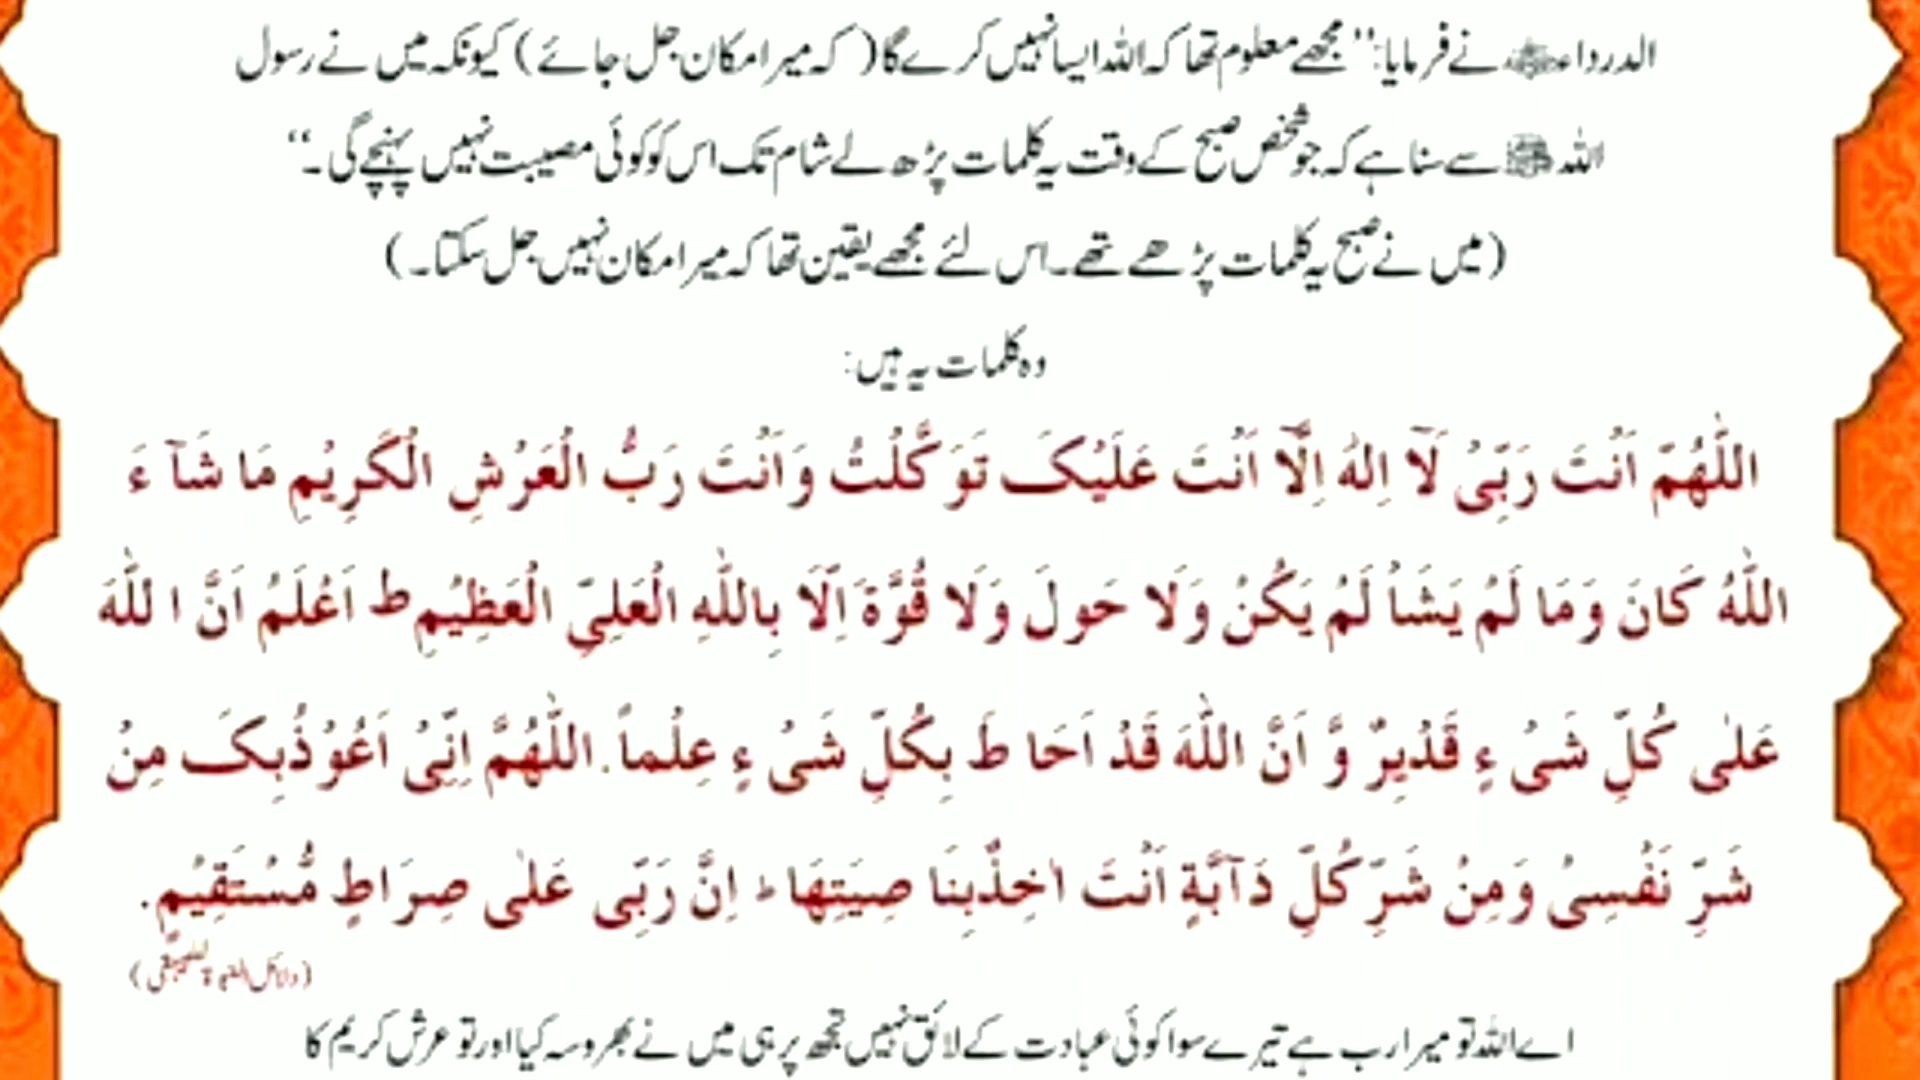 الدرداء ؓ نے فرمایا: ’’مجھے معلوم تھا کہ اللہ ایسا نہیں کرے گا (کہ میرا مکان جل جائے) کیونکہ میں نے رسول
اللہ ﷺ سے سنا ہے کہ جو شخص صبح کے وقت یہ کلمات پڑھ لے شام تک اس کو کوئی مصیبت نہیں پہنچے گی۔‘‘
(میں نے صبح یہ کلمات پڑھے تھے۔ اس لئے مجھے یقین تھا کہ میرا مکان نہیں جل سکتا۔)
وہ کلمات یہ ہیں:
اَللّٰهُمَّ اَنْتَ رَبِّیْ لَآ اِلٰهَ اِلَّآ اَنْتَ عَلَیْکَ تَوَکَّلْتُ وَاَنْتَ رَبُّ الْعَرْشِ الْکَرِیْمِ مَا شَآءَ
اللّٰهُ کَانَ وَمَا لَمْ یَشَأْ لَمْ یَکُنْ وَلَا حَولَ وَلَا قُوَّةَ اِلَّا بِاللّٰهِ الْعَلِیِّ الْعَظِیْمِ ط اَعْلَمُ اَنَّ اللّٰهَ
عَلٰی کُلِّ شَیْءٍ قَدِیْرٌ وَّ اَنَّ اللّٰهَ قَدْ اَحَاطَ بِکُلِّ شَیْءٍ عِلْماً. اَللّٰهُمَّ اِنِّیْ اَعُوْذُبِکَ مِنْ
شَرِّ نَفْسِیْ وَمِنْ شَرِّ کُلِّ دَآبَّةٍ اَنْتَ اٰخِذٌبِنَا صِیَتِهَا ط اِنَّ رَبِّی عَلٰی صِرَاطٍ مُّسْتَقِیْمٍ.
(دلائل النبوۃ للبیہقی)
اے اللہ تو میرا رب ہے تیرے سوا کوئی عبادت کے لائق نہیں تجھ پر ہی میں نے بھروسہ کیا اور تو عرش کریم کا